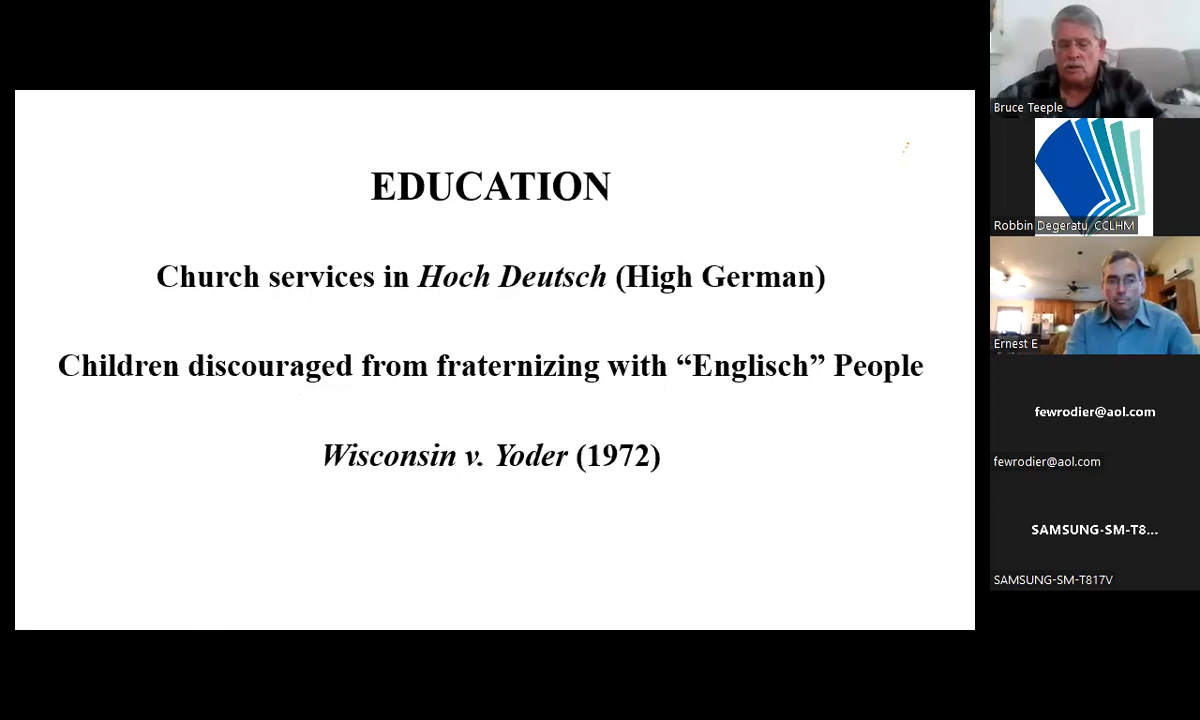 EDUCATION
Church services in Hoch Deutsch (High German)
Children discouraged from fraternizing with “Englisch” People
Wisconsin v. Yoder (1972)
Bruce Teeple
Robbin Degeratu, CCLHM
Ernest E
fewrodier@aol.com
fewrodier@aol.com
SAMSUNG-SM-T8...
SAMSUNG-SM-T817V